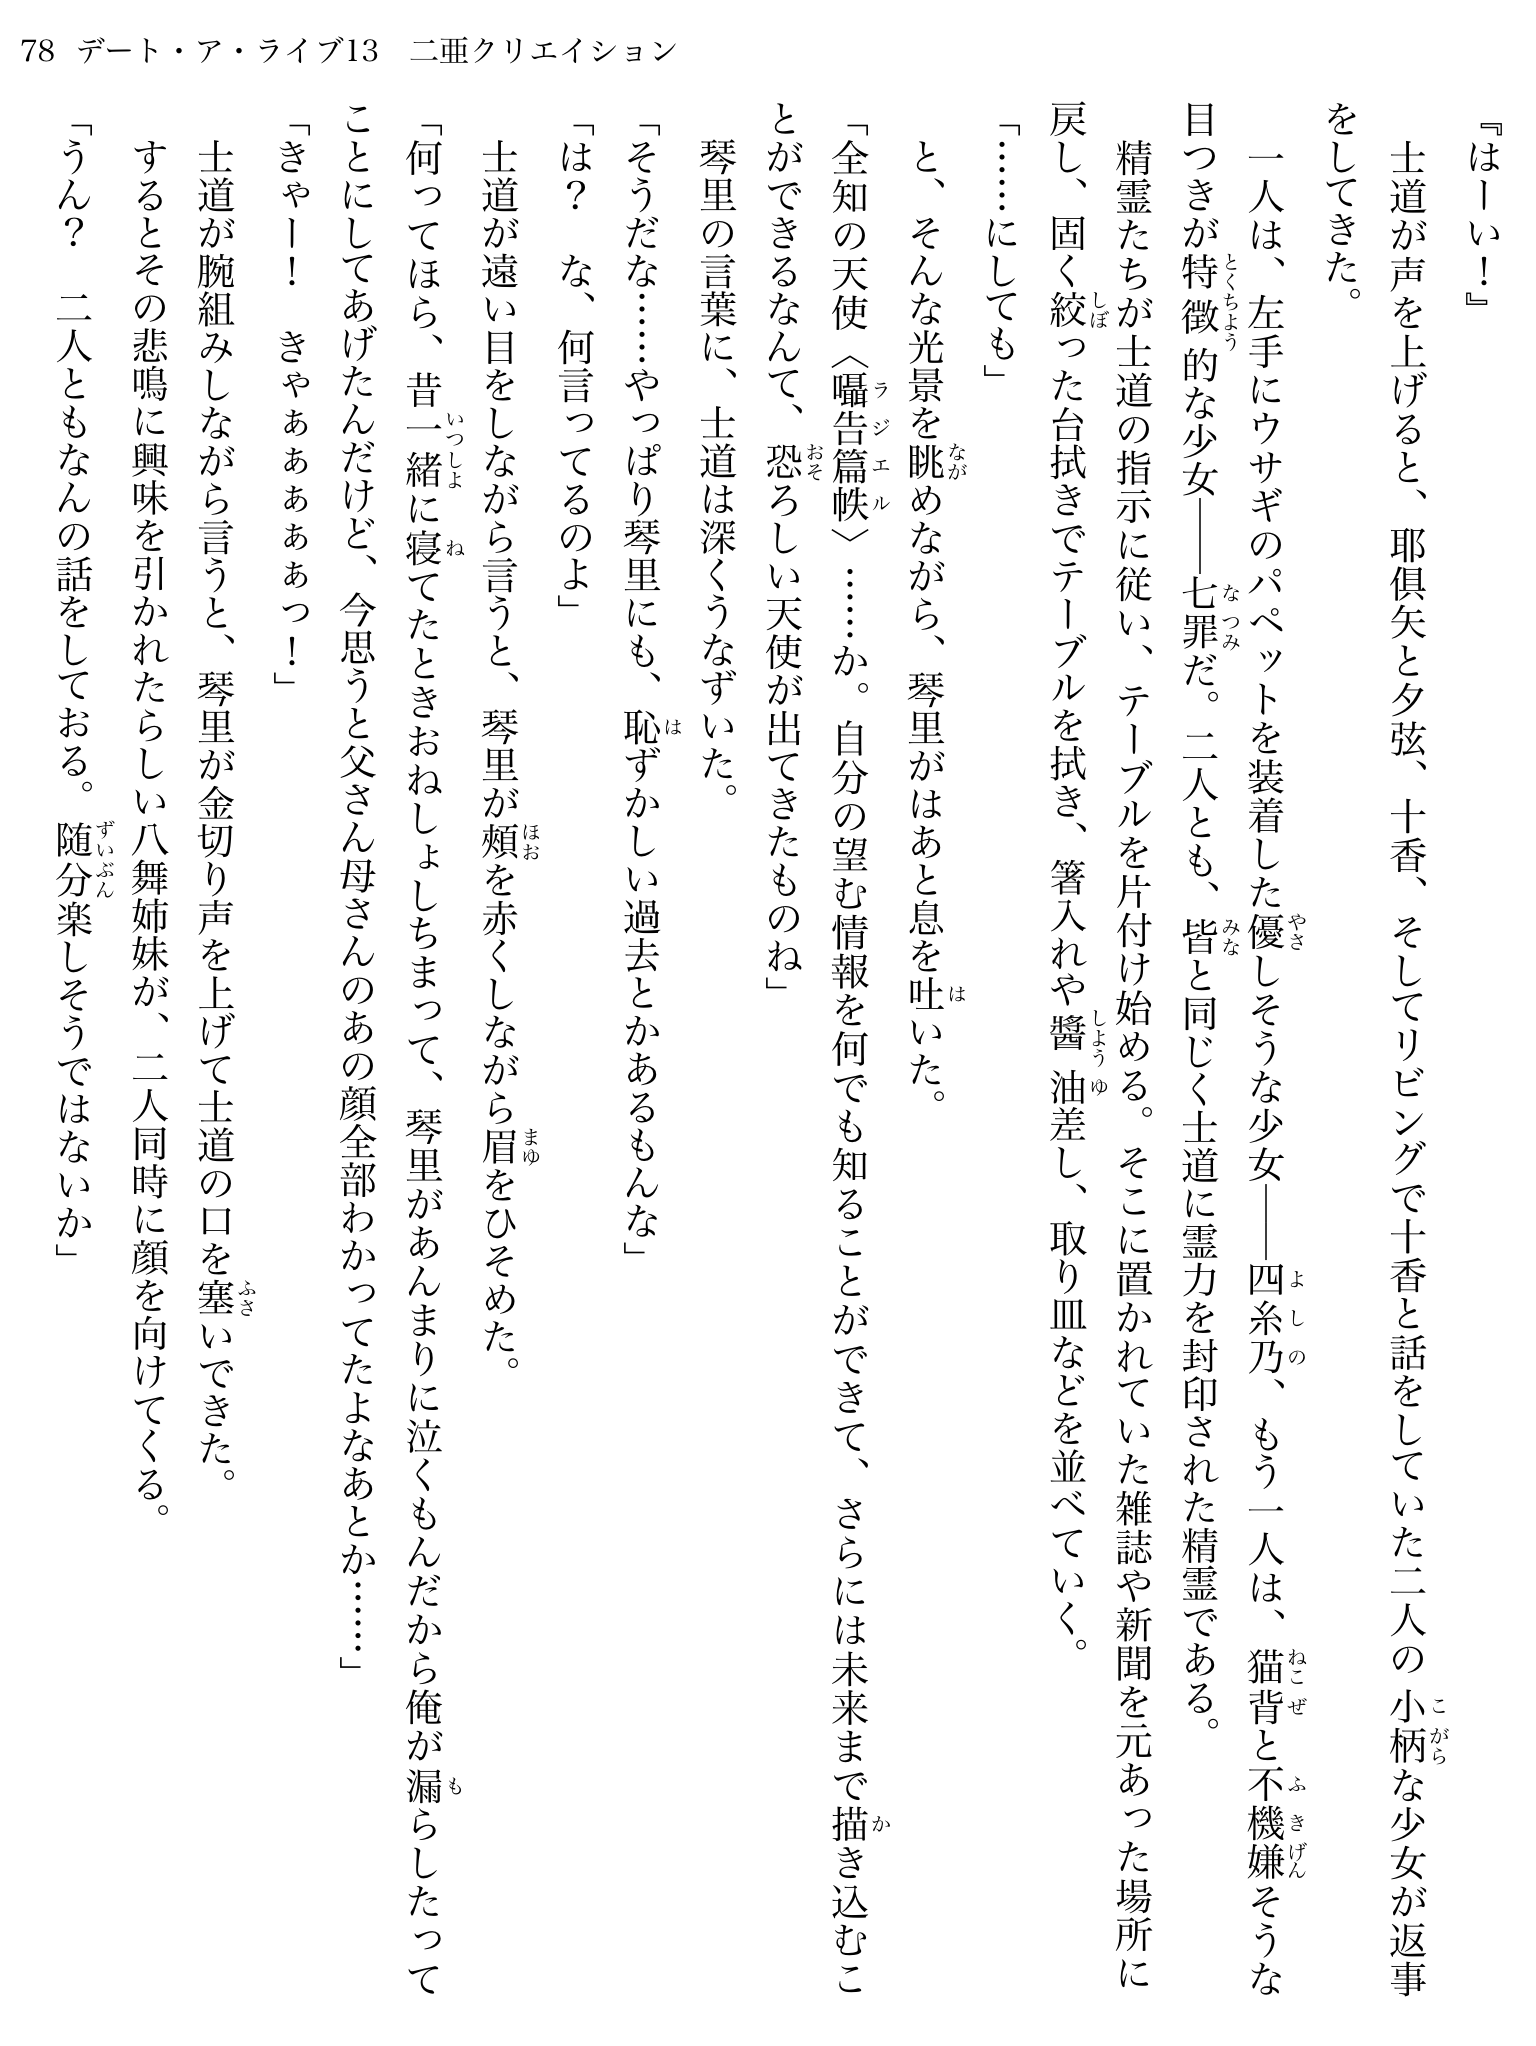 78 デート・ア・ライブ13　二亜クリエイション
『はーい！』
　士道が声を上げると、耶俱矢と夕弦、十香、そしてリビングで十香と話をしていた二人の小柄な少女が返事
をしてきた。
　一人は、左手にウサギのパペットを装着した優しそうな少女――四糸乃、もう一人は、猫背と不機嫌そうな
目つきが特徴的な少女――七罪だ。二人とも、皆と同じく士道に霊力を封印された精霊である。
　精霊たちが士道の指示に従い、テーブルを片付け始める。そこに置かれていた雑誌や新聞を元あった場所に
戻し、固く絞った台拭きでテーブルを拭き、箸入れや醬油差し、取り皿などを並べていく。
「……にしても」
　と、そんな光景を眺めながら、琴里がはあと息を吐いた。
「全知の天使〈囁告篇帙〉……か。自分の望む情報を何でも知ることができて、さらには未来まで描き込むこ
とができるなんて、恐ろしい天使が出てきたものね」
　琴里の言葉に、士道は深くうなずいた。
「そうだな……やっぱり琴里にも、恥ずかしい過去とかあるもんな」
「は？　な、何言ってるのよ」
　士道が遠い目をしながら言うと、琴里が頰を赤くしながら眉をひそめた。
「何ってほら、昔一緒に寝てたときおねしょしちまって、琴里があんまりに泣くもんだから俺が漏らしたって
ことにしてあげたんだけど、今思うと父さん母さんのあの顔全部わかってたよなあとか……」
「きゃー！　きゃぁぁぁぁぁっ！」
　士道が腕組みしながら言うと、琴里が金切り声を上げて士道の口を塞いできた。
　するとその悲鳴に興味を引かれたらしい八舞姉妹が、二人同時に顔を向けてくる。
「うん？　二人ともなんの話をしておる。随分楽しそうではないか」